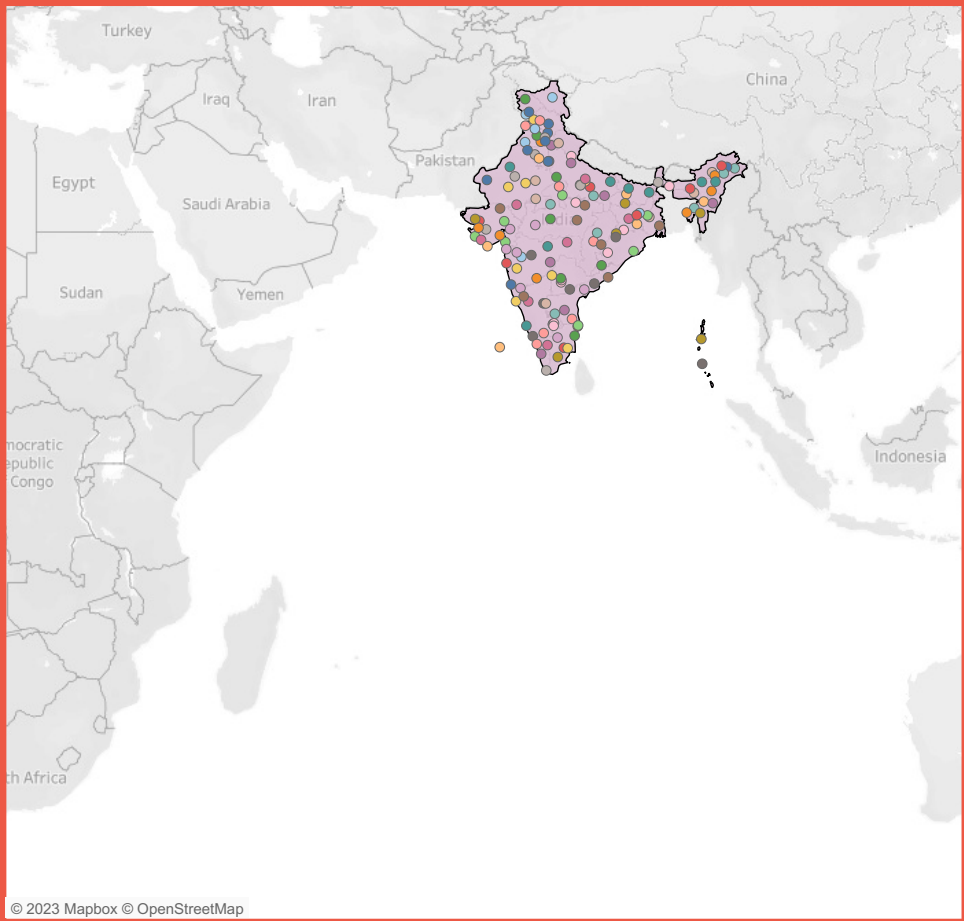 Turkey
China
Iraq
Iran
Pakistan
Egypt
Saudi Arabia
India
Sudan
Yemen
mocratic
epublic
Congo
Indonesia
th Africa
© 2023 Mapbox © OpenStreetMap